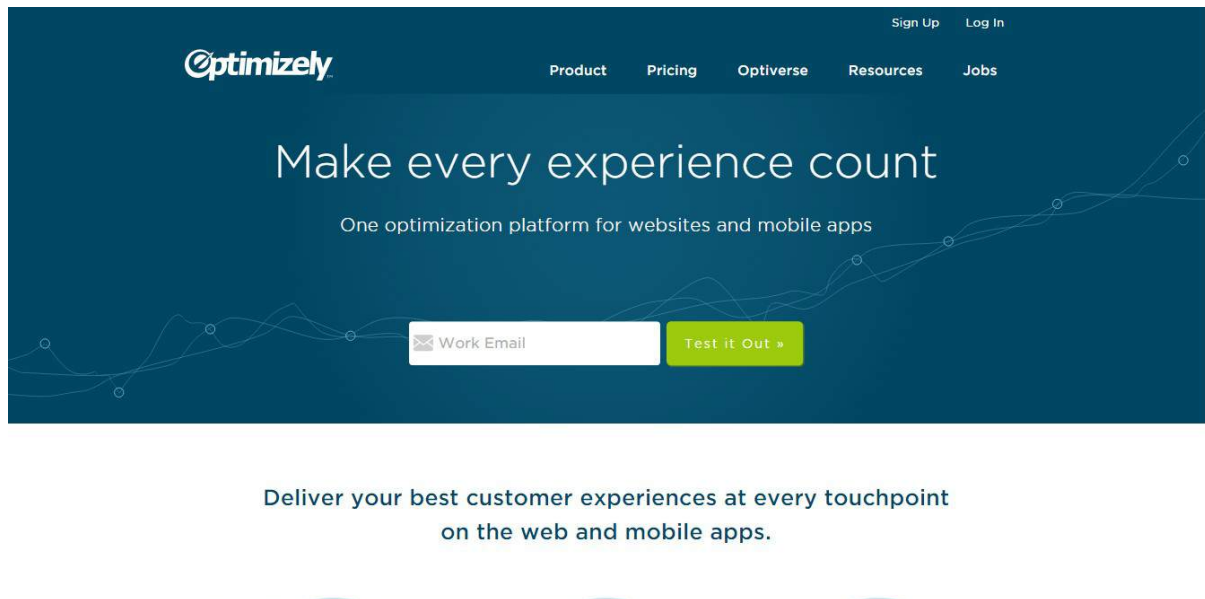 Sign Up Log In
Optimizely
Product Pricing Optiverse Resources Jobs
Make every experience count
One optimization platform for websites and mobile apps
Work Email
Test it Out »
Deliver your best customer experiences at every touchpoint
on the web and mobile apps.